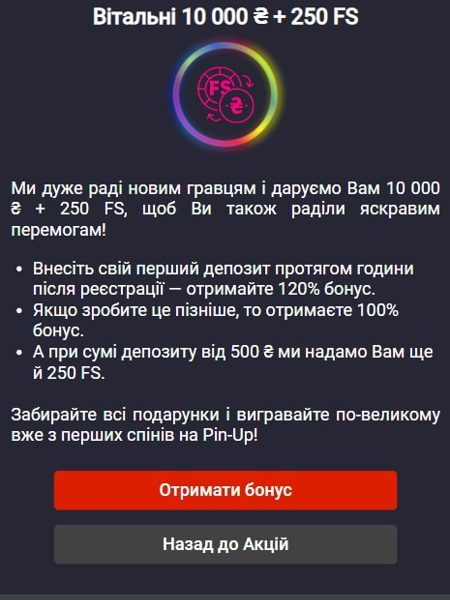 Вітальні 10 000 ₴ + 250 FS
FS
₴
Ми дуже раді новим гравцям і даруємо Вам 10 000
₴ + 250 FS, щоб Ви також раділи яскравим
перемогам!
• Внесіть свій перший депозит протягом години
після реєстрації — отримайте 120% бонус.
• Якщо зробите це пізніше, то отримаєте 100%
бонус.
• А при сумі депозиту від 500 ₴ ми надамо Вам ще
й 250 FS.
Забирайте всі подарунки і вигравайте по-великому
вже з перших спінів на Pin-Up!
Отримати бонус
Назад до Акцій